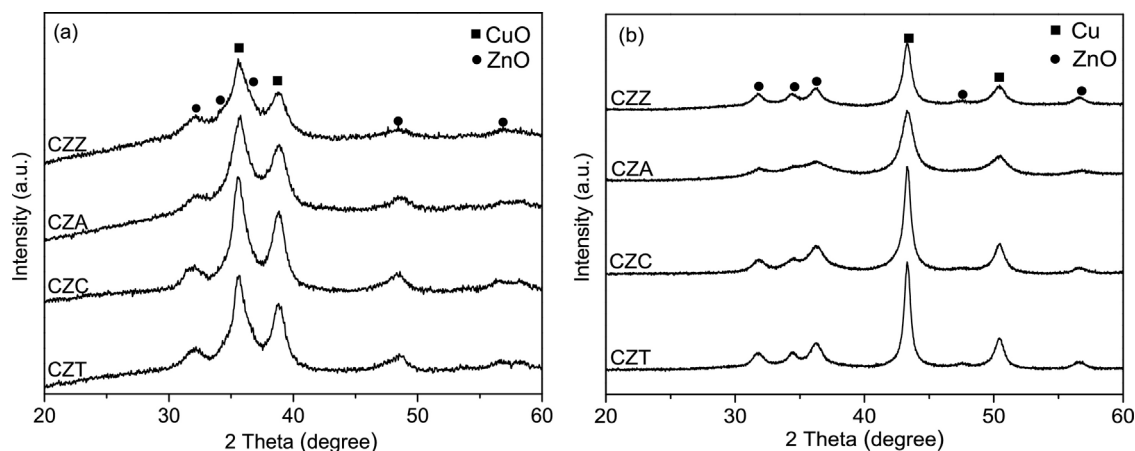 (a)
■ CuO
● ZnO
CZZ
CZA
CZC
CZT
Intensity (a.u.)
20 30 40 50 60
2 Theta (degree)
(b)
■ Cu
● ZnO
CZZ
CZA
CZC
CZT
Intensity (a.u.)
20 30 40 50 60
2 Theta (degree)